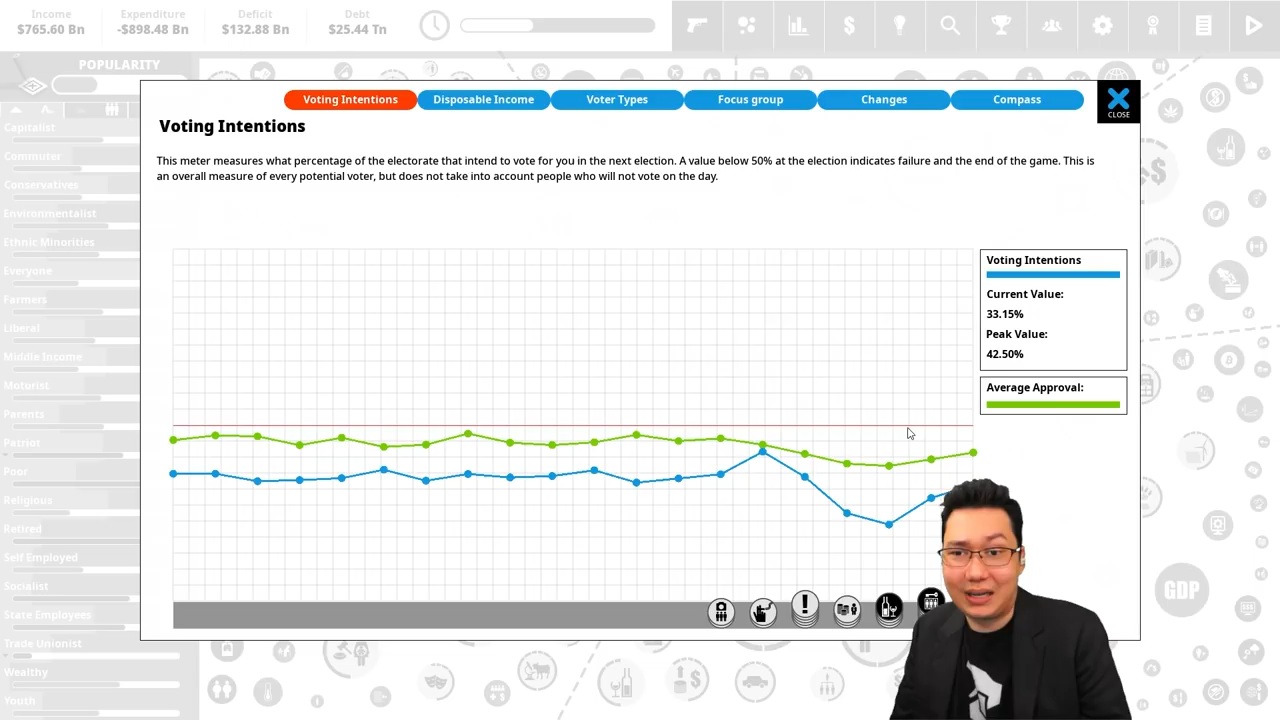 Income
$765.60 Bn
Expenditure
-$898.48 Bn
Deficit
$132.88 Bn
Debt
$25.44 Tn
POPULARITY
Voting Intentions
Disposable Income
Voter Types
Focus group
Changes
Compass
CLOSE
Voting Intentions
This meter measures what percentage of the electorate that intend to vote for you in the next election. A value below 50% at the election indicates failure and the end of the game. This is
an overall measure of every potential voter, but does not take into account people who will not vote on the day.
Voting Intentions
Current Value:
33.15%
Peak Value:
42.50%
Average Approval:
Capitalist
Commuter
Conservatives
Environmentalist
Ethnic Minorities
Everyone
Farmers
Liberal
Middle Income
Motorist
Parents
Patriot
Poor
Religious
Retired
Self Employed
Socialist
State Employees
Trade Unionist
Wealthy
Youth
GDP